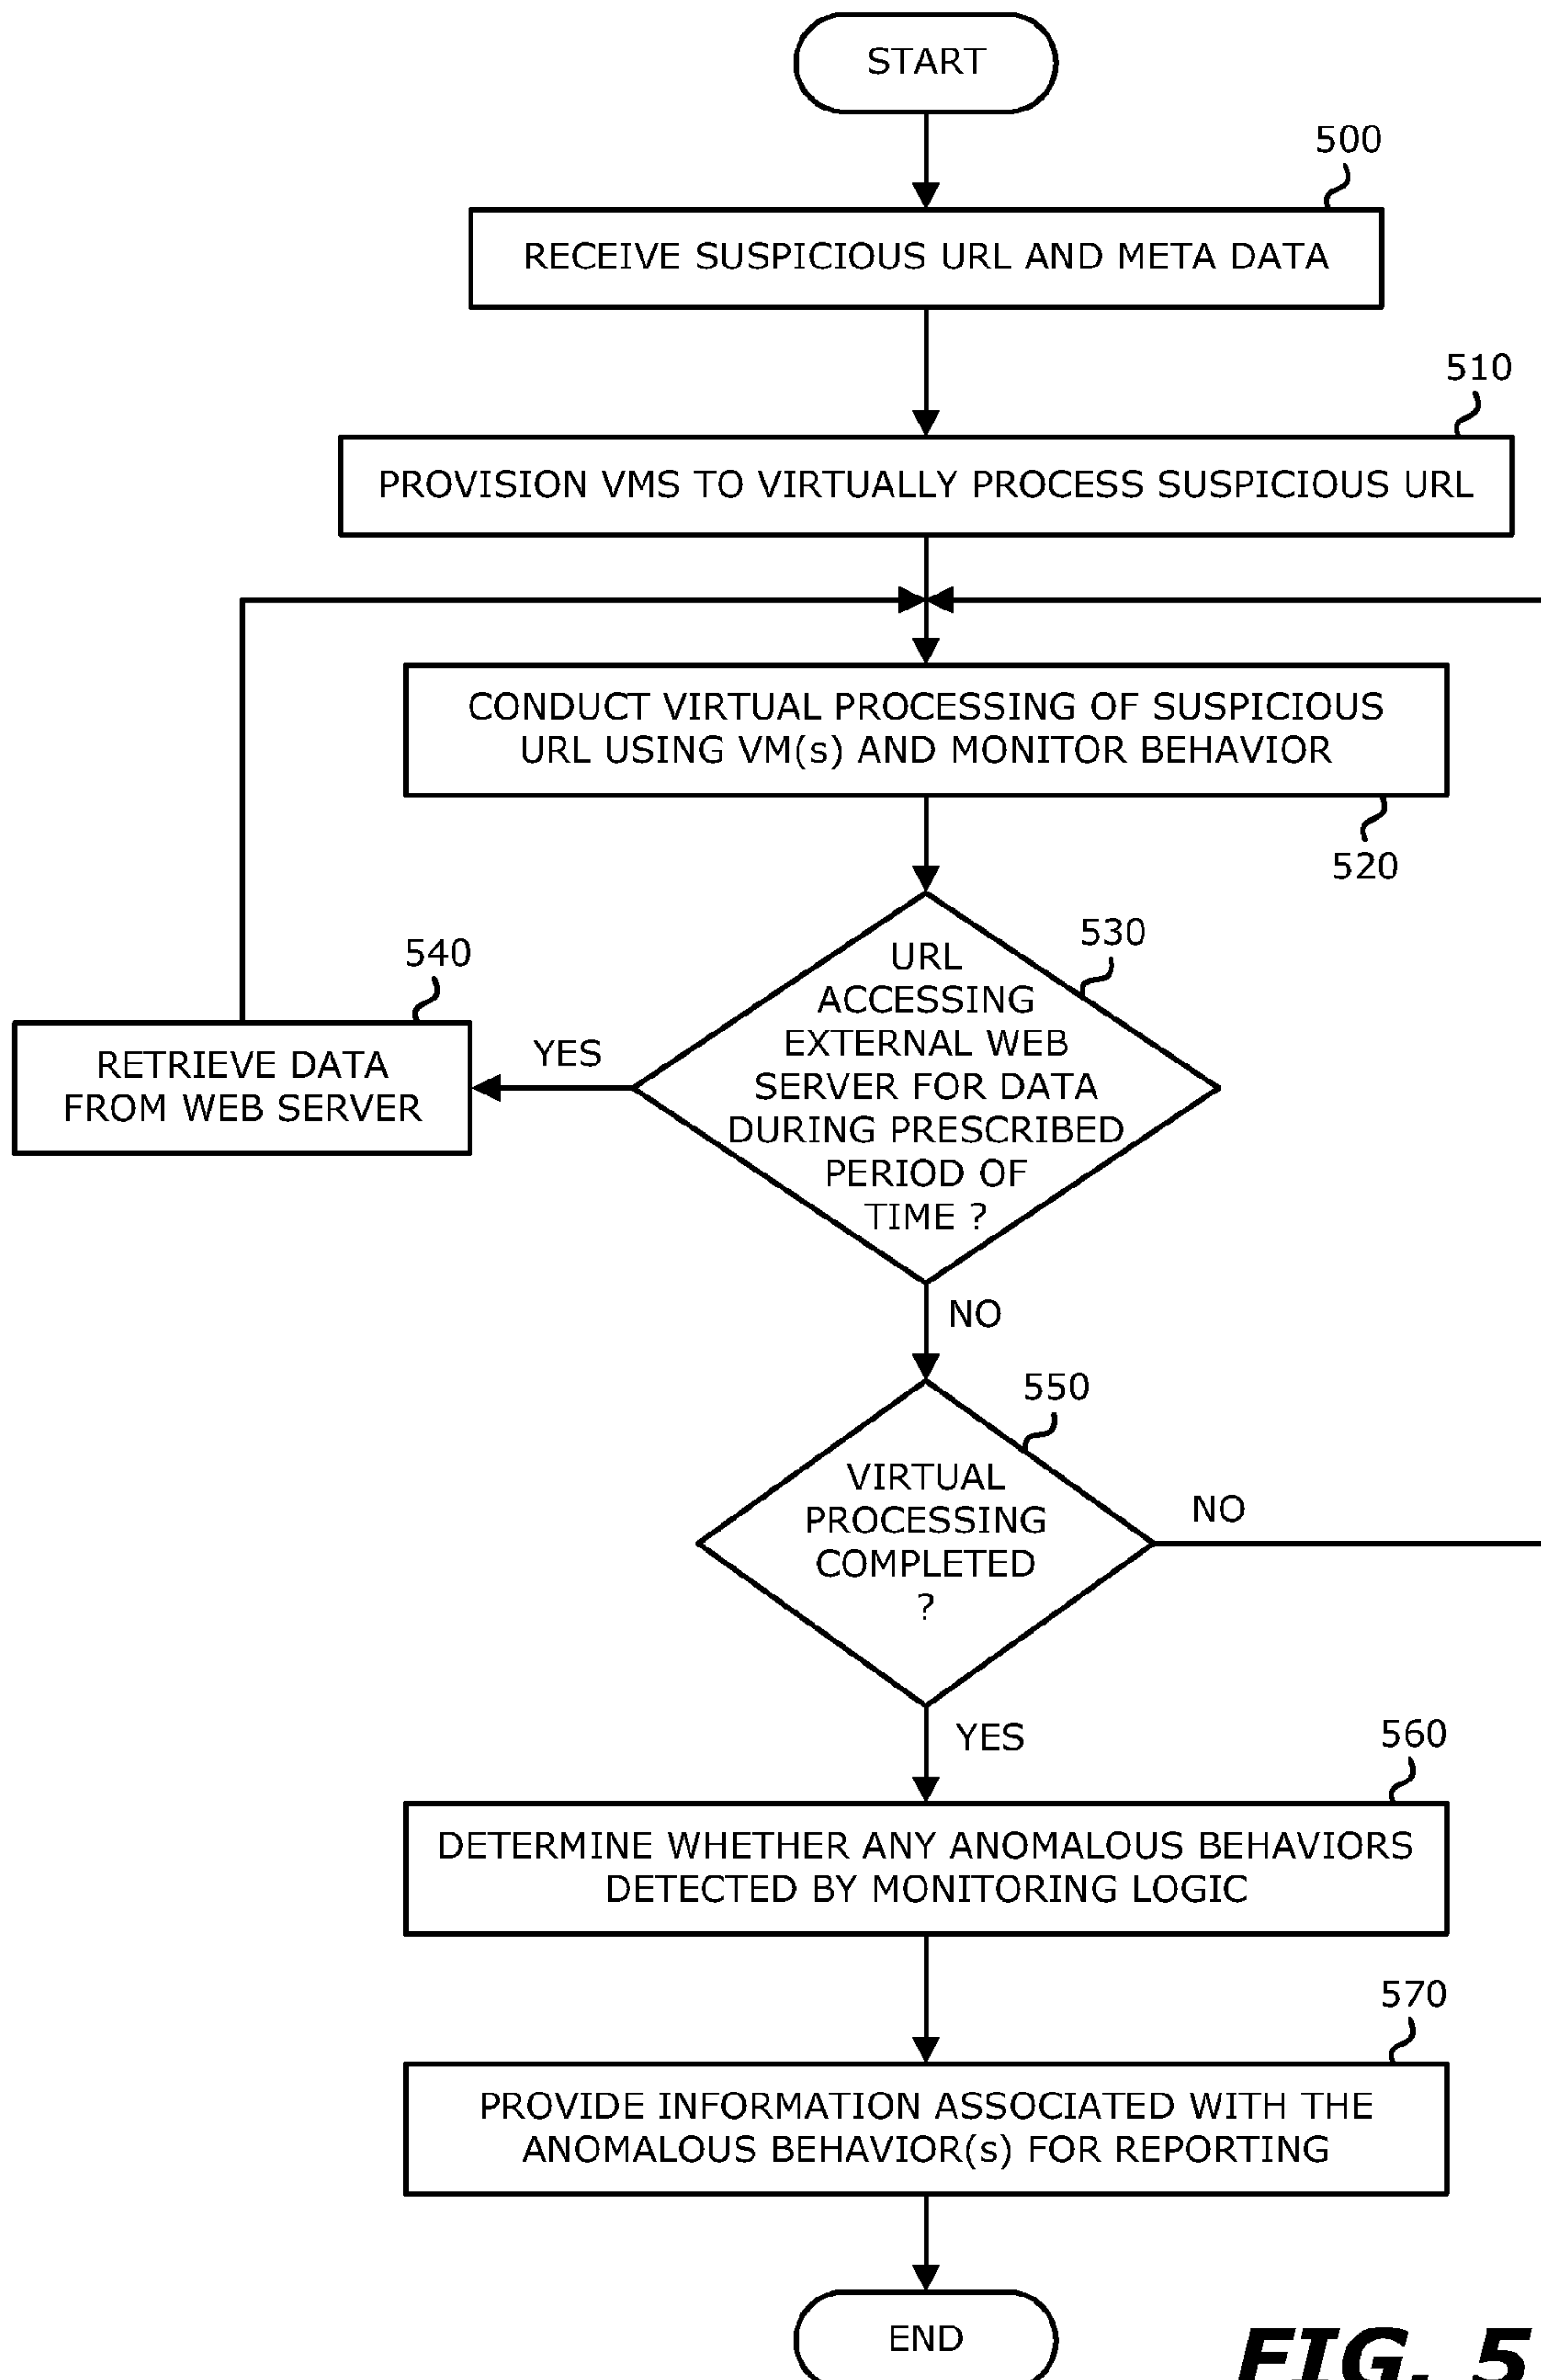 START
500
RECEIVE SUSPICIOUS URL AND META DATA
510
PROVISION VMS TO VIRTUALLY PROCESS SUSPICIOUS URL
CONDUCT VIRTUAL PROCESSING OF SUSPICIOUS
URL USING VM(s) AND MONITOR BEHAVIOR
520
530
URL
ACCESSING
EXTERNAL WEB
SERVER FOR DATA
DURING PRESCRIBED
PERIOD OF
TIME ?
YES
540
RETRIEVE DATA
FROM WEB SERVER
NO
550
VIRTUAL
PROCESSING
COMPLETED
?
NO
YES
560
DETERMINE WHETHER ANY ANOMALOUS BEHAVIORS
DETECTED BY MONITORING LOGIC
570
PROVIDE INFORMATION ASSOCIATED WITH THE
ANOMALOUS BEHAVIOR(s) FOR REPORTING
END
FIG. 5